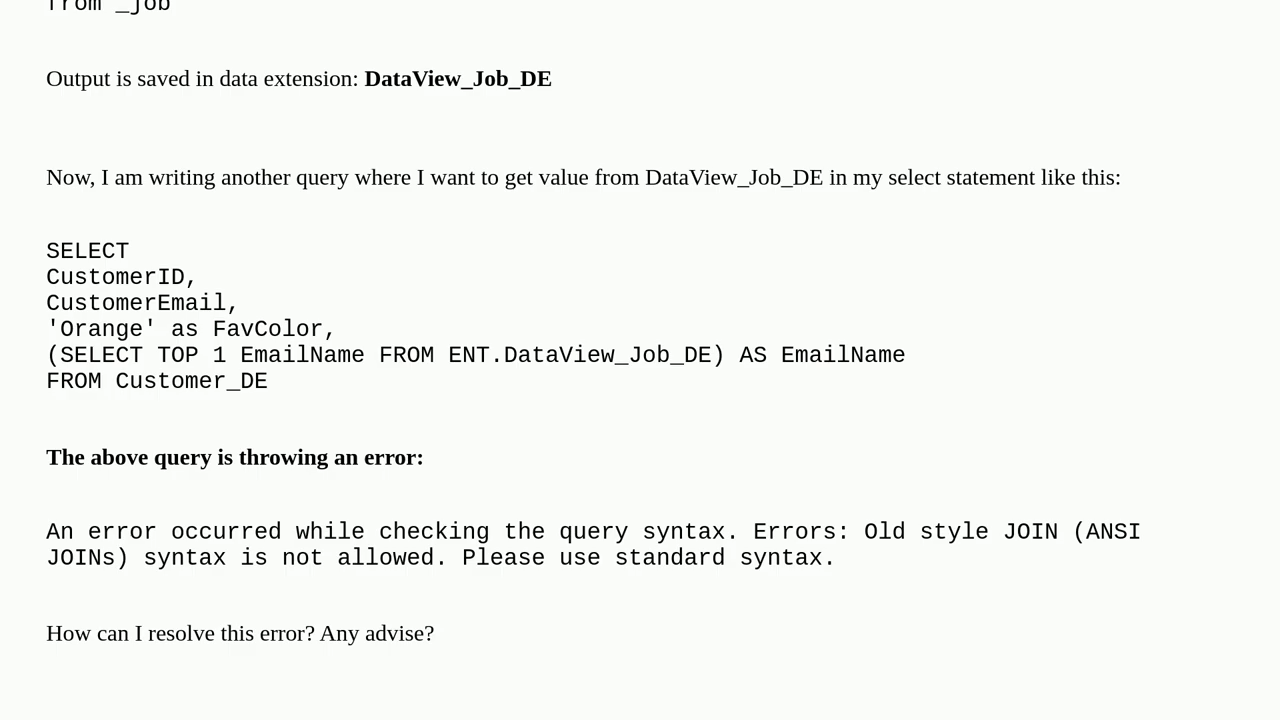 from _job
Output is saved in data extension: DataView_Job_DE
Now, I am writing another query where I want to get value from DataView_Job_DE in my select statement like this:
SELECT
CustomerID,
CustomerEmail,
'Orange' as FavColor,
(SELECT TOP 1 EmailName FROM ENT.DataView_Job_DE) AS EmailName
FROM Customer_DE
The above query is throwing an error:
An error occurred while checking the query syntax. Errors: Old style JOIN (ANSI
JOINs) syntax is not allowed. Please use standard syntax.
How can I resolve this error? Any advise?